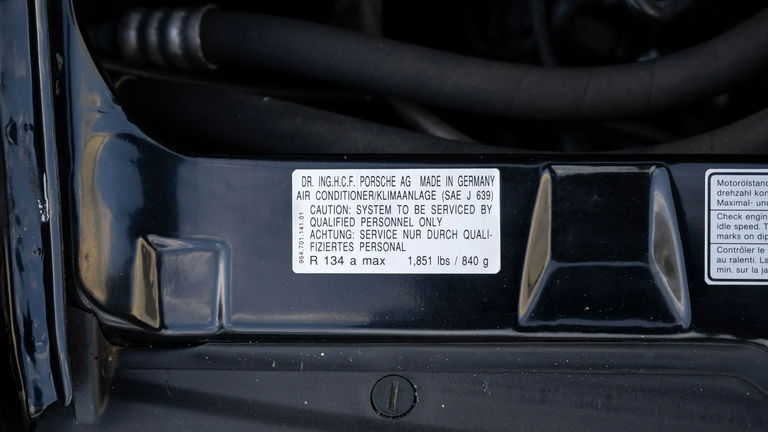 DR. ING.H.C.F. PORSCHE AG MADE IN GERMANY
AIR CONDITIONER/KLIMAANLAGE (SAE J 639)
CAUTION: SYSTEM TO BE SERVICED BY
QUALIFIED PERSONNEL ONLY
ACHTUNG: SERVICE NUR DURCH QUALI-
FIZIERTES PERSONAL
R 134 a max 1,851 lbs / 840 g
964.701.141.01
Motorölstand
drehzahl kon
Maximal- und
Check engin
idle speed. T
marks on dip
Contrôler le
au ralenti. La
min. sur la ja